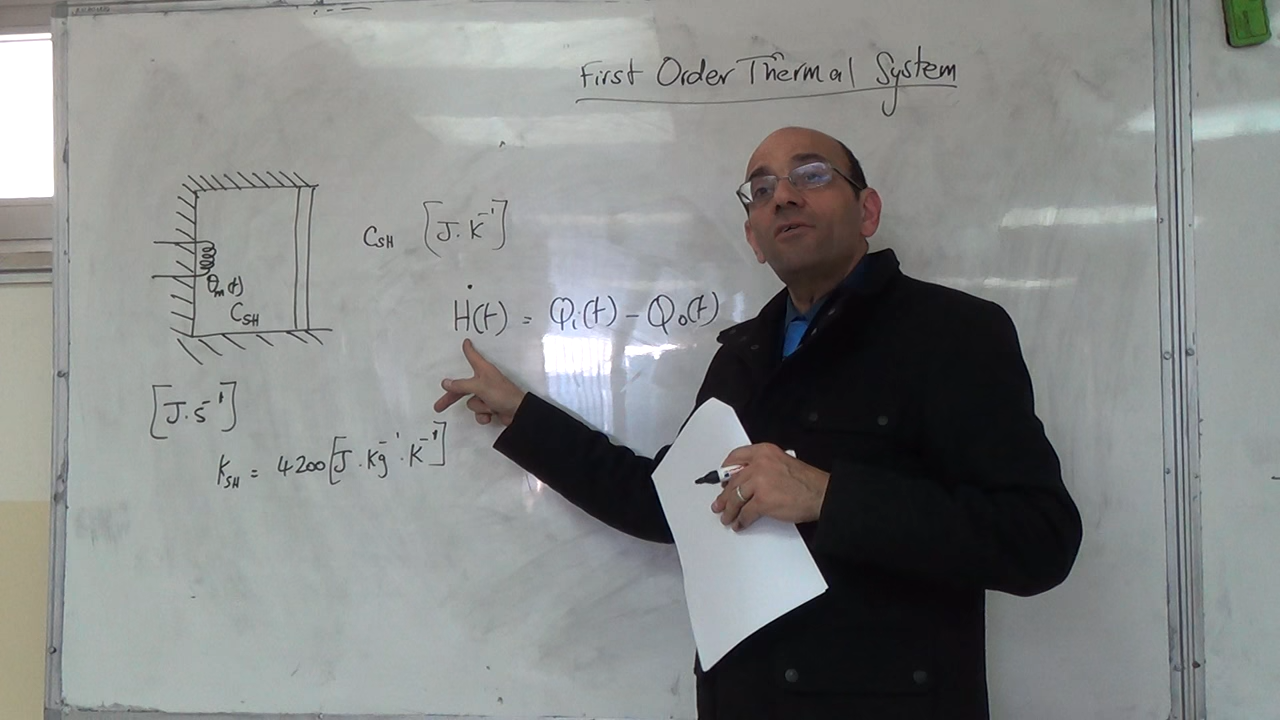 First Order Thermal System
C_SH [J·K⁻¹]
θ_m(t)
C_SH
Ḣ(t) = Q_i(t) − Q_o(t)
[J·s⁻¹]
K_SH = 4200 [J·Kg⁻¹·K⁻¹]